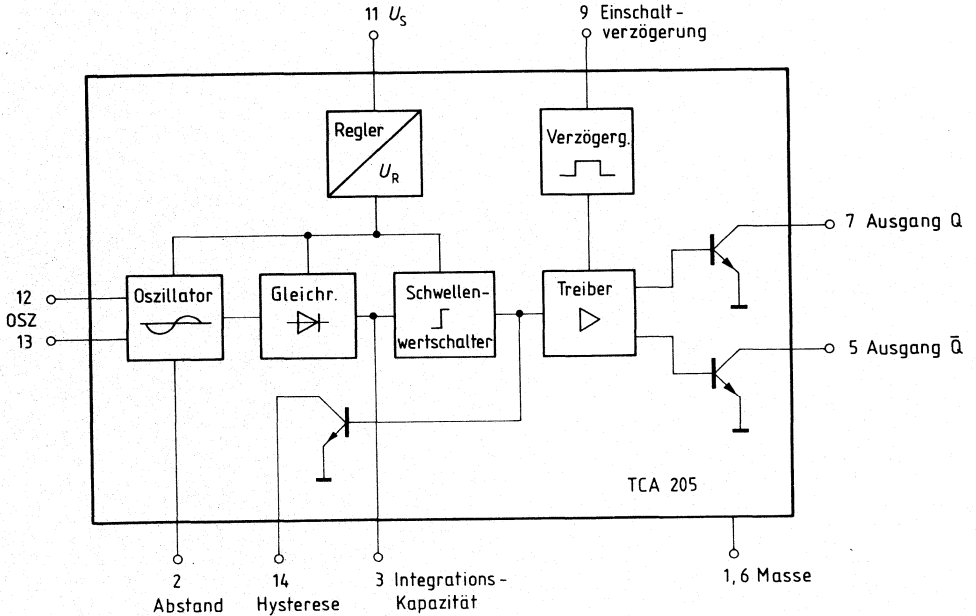 11 U_S
9 Einschalt-
verzögerung
Regler
U_R
Verzögerg.
7 Ausgang Q
12
OSZ
13
Oszillator
Gleichr.
Schwellen-
wertschalter
Treiber
5 Ausgang Q̅
TCA 205
2
Abstand
14
Hysterese
3 Integrations-
Kapazität
1,6 Masse